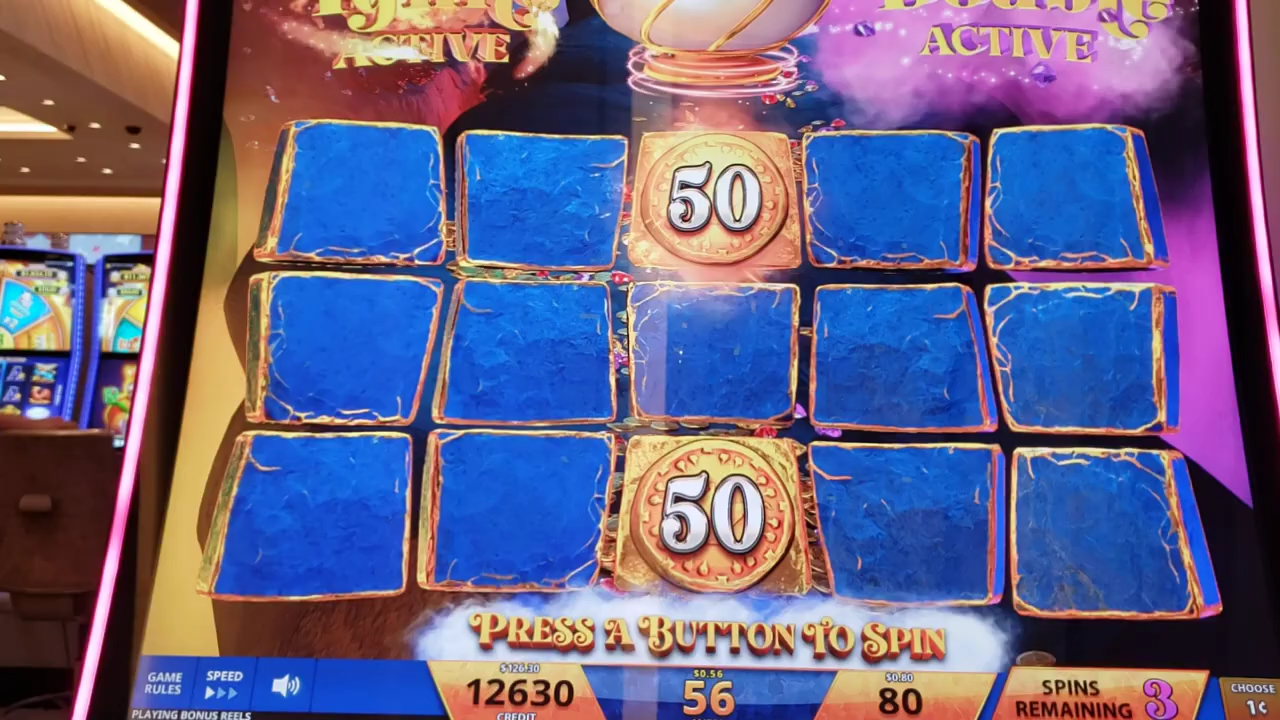 ACTIVE
Double
ACTIVE
50
50
PRESS A BUTTON TO SPIN
GAME
RULES
SPEED
$126.30
12630
CREDIT
$0.56
56
$0.80
80
SPINS
REMAINING 3
CHOOSE
1¢
PLAYING BONUS REELS